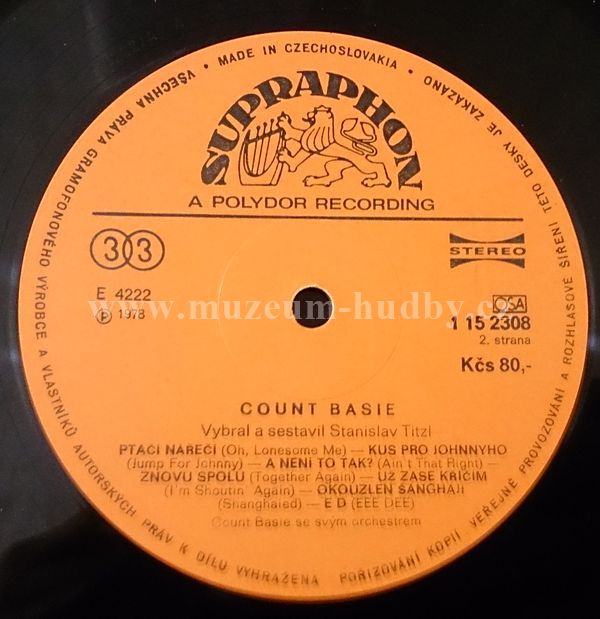 VŠECHNA PRÁVA GRAMOFONOVÉHO VÝROBCE A VLASTNÍKŮ AUTORSKÝCH PRÁV K DÍLU VYHRAŽENA
• MADE IN CZECHOSLOVAKIA •
POŘIZOVÁNÍ KOPIÍ VEŘEJNÉ PROVOZOVÁNÍ A ROZHLASOVÉ ŠÍŘENÍ TÉTO DESKY JE ZAKÁZÁNO
SUPRAPHON
A POLYDOR RECORDING
33
STEREO
E 4222
℗ 1978
OSA
1 15 2308
2. strana
Kčs 80,-
www.muzeum-hudby.cz
COUNT BASIE
Vybral a sestavil Stanislav Titzl
PTAČÍ NÁŘEČÍ (Oh, Lonesome Me) — KUS PRO JOHNNYHO
(Jump For Johnny) — A NENÍ TO TAK? (Ain't That Right) —
ZNOVU SPOLU (Together Again) — UŽ ZASE KŘIČÍM
(I'm Shoutin' Again) — OKOUZLEN ŠANGHAJÍ
(Shanghaied) — E D (EEE DEE)
Count Basie se svým orchestrem